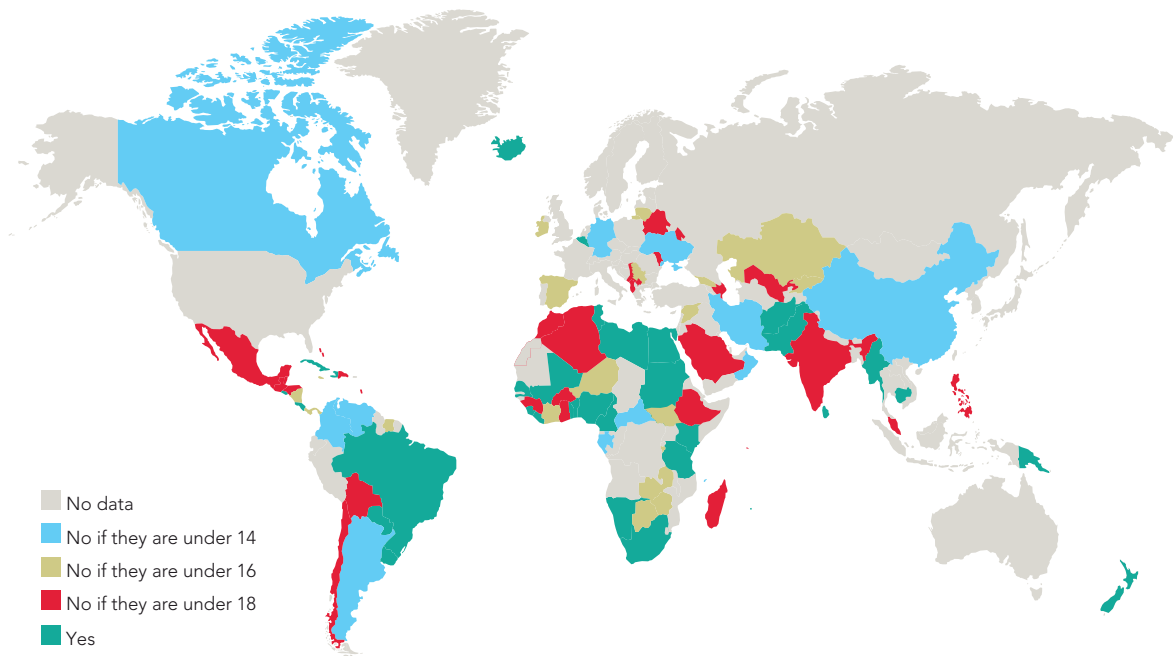 No data
No if they are under 14
No if they are under 16
No if they are under 18
Yes